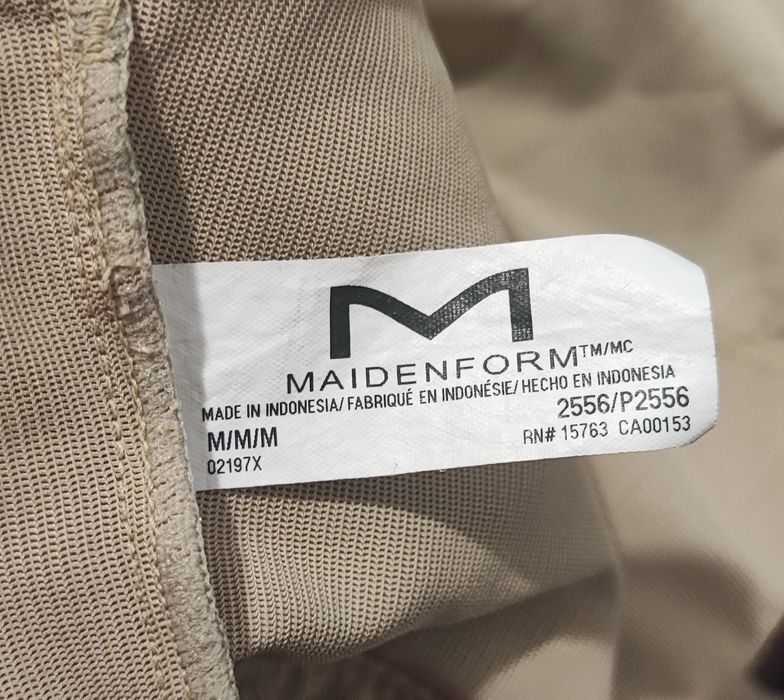 M
MAIDENFORM™/MC
MADE IN INDONESIA/ FABRIQUÉ EN INDONÉSIE/ HECHO EN INDONESIA
2556/P2556
M/M/M
RN# 15763 CA00153
02197X